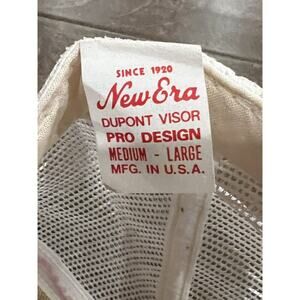 SINCE 1920
New Era
DUPONT VISOR
PRO DESIGN
MEDIUM - LARGE
MFG. IN U.S.A.